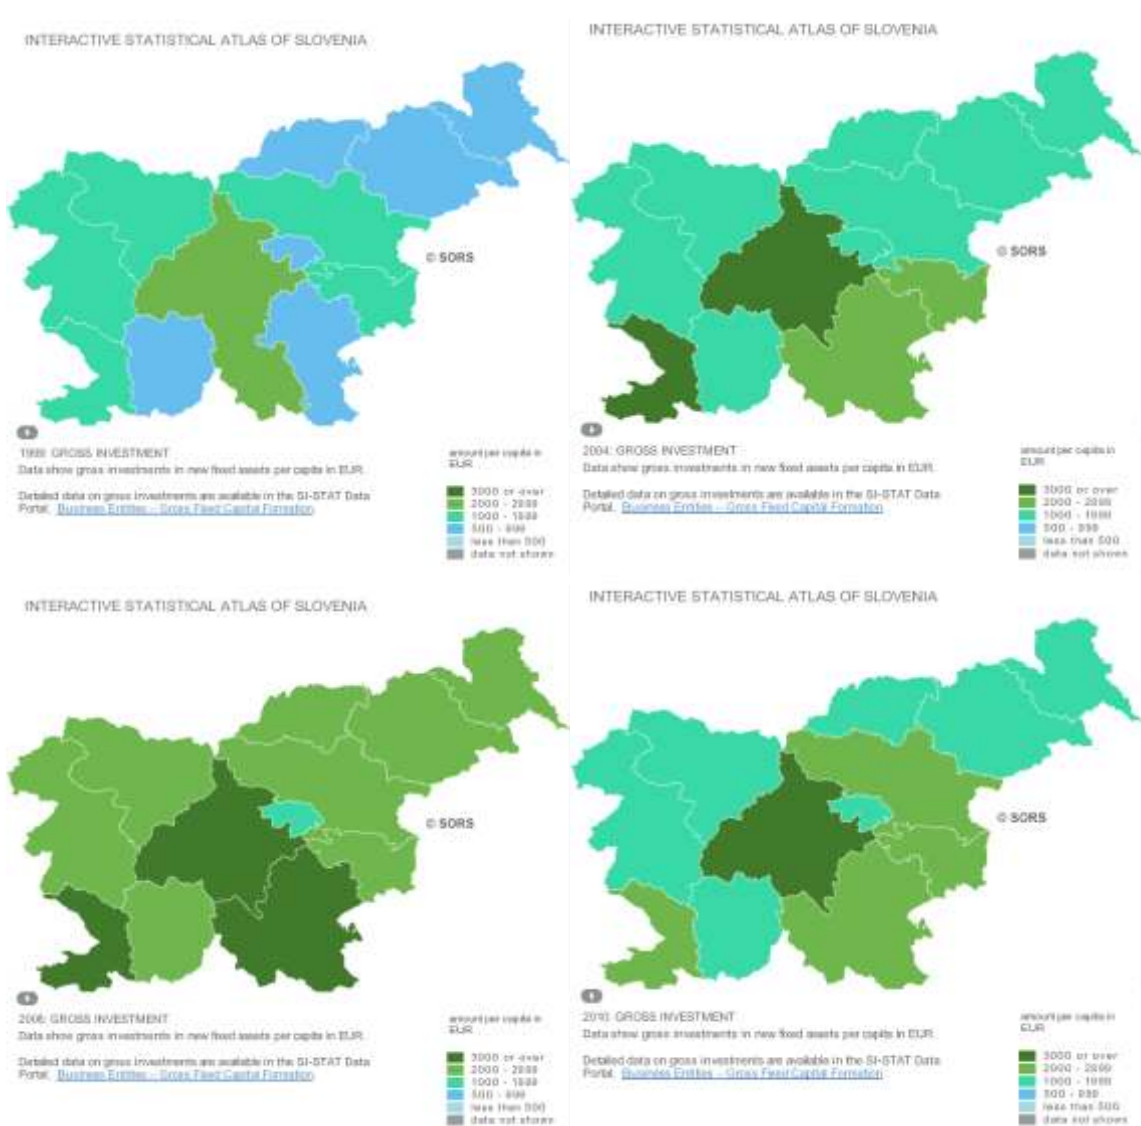 INTERACTIVE STATISTICAL ATLAS OF SLOVENIA
© SORS
GROSS INVESTMENT
Data show gross investments in new fixed assets per capita in EUR.
Detailed data on gross investments are available in the SI-STAT Data
Portal. Business Entities – Gross Fixed Capital Formation
amount per capita in
EUR
3000 or over
2000 - 2999
1000 - 1999
500 - 999
less than 500
data not shown
INTERACTIVE STATISTICAL ATLAS OF SLOVENIA
© SORS
2004: GROSS INVESTMENT
Data show gross investments in new fixed assets per capita in EUR.
Detailed data on gross investments are available in the SI-STAT Data
Portal. Business Entities – Gross Fixed Capital Formation
amount per capita in
EUR
3000 or over
2000 - 2999
1000 - 1999
500 - 999
less than 500
data not shown
INTERACTIVE STATISTICAL ATLAS OF SLOVENIA
© SORS
GROSS INVESTMENT
Data show gross investments in new fixed assets per capita in EUR.
Detailed data on gross investments are available in the SI-STAT Data
Portal. Business Entities – Gross Fixed Capital Formation
amount per capita in
EUR
3000 or over
2000 - 2999
1000 - 1999
500 - 999
less than 500
data not shown
INTERACTIVE STATISTICAL ATLAS OF SLOVENIA
© SORS
2010: GROSS INVESTMENT
Data show gross investments in new fixed assets per capita in EUR.
Detailed data on gross investments are available in the SI-STAT Data
Portal. Business Entities – Gross Fixed Capital Formation
amount per capita in
EUR
3000 or over
2000 - 2999
1000 - 1999
500 - 999
less than 500
data not shown